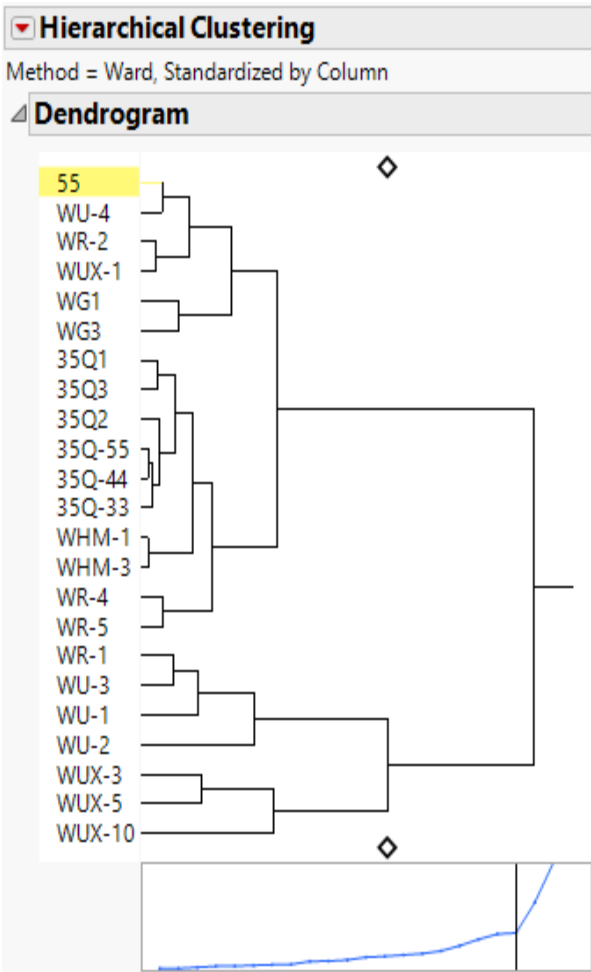 Hierarchical Clustering
Method = Ward, Standardized by Column
Dendrogram
55
WU-4
WR-2
WUX-1
WG1
WG3
35Q1
35Q3
35Q2
35Q-55
35Q-44
35Q-33
WHM-1
WHM-3
WR-4
WR-5
WR-1
WU-3
WU-1
WU-2
WUX-3
WUX-5
WUX-10